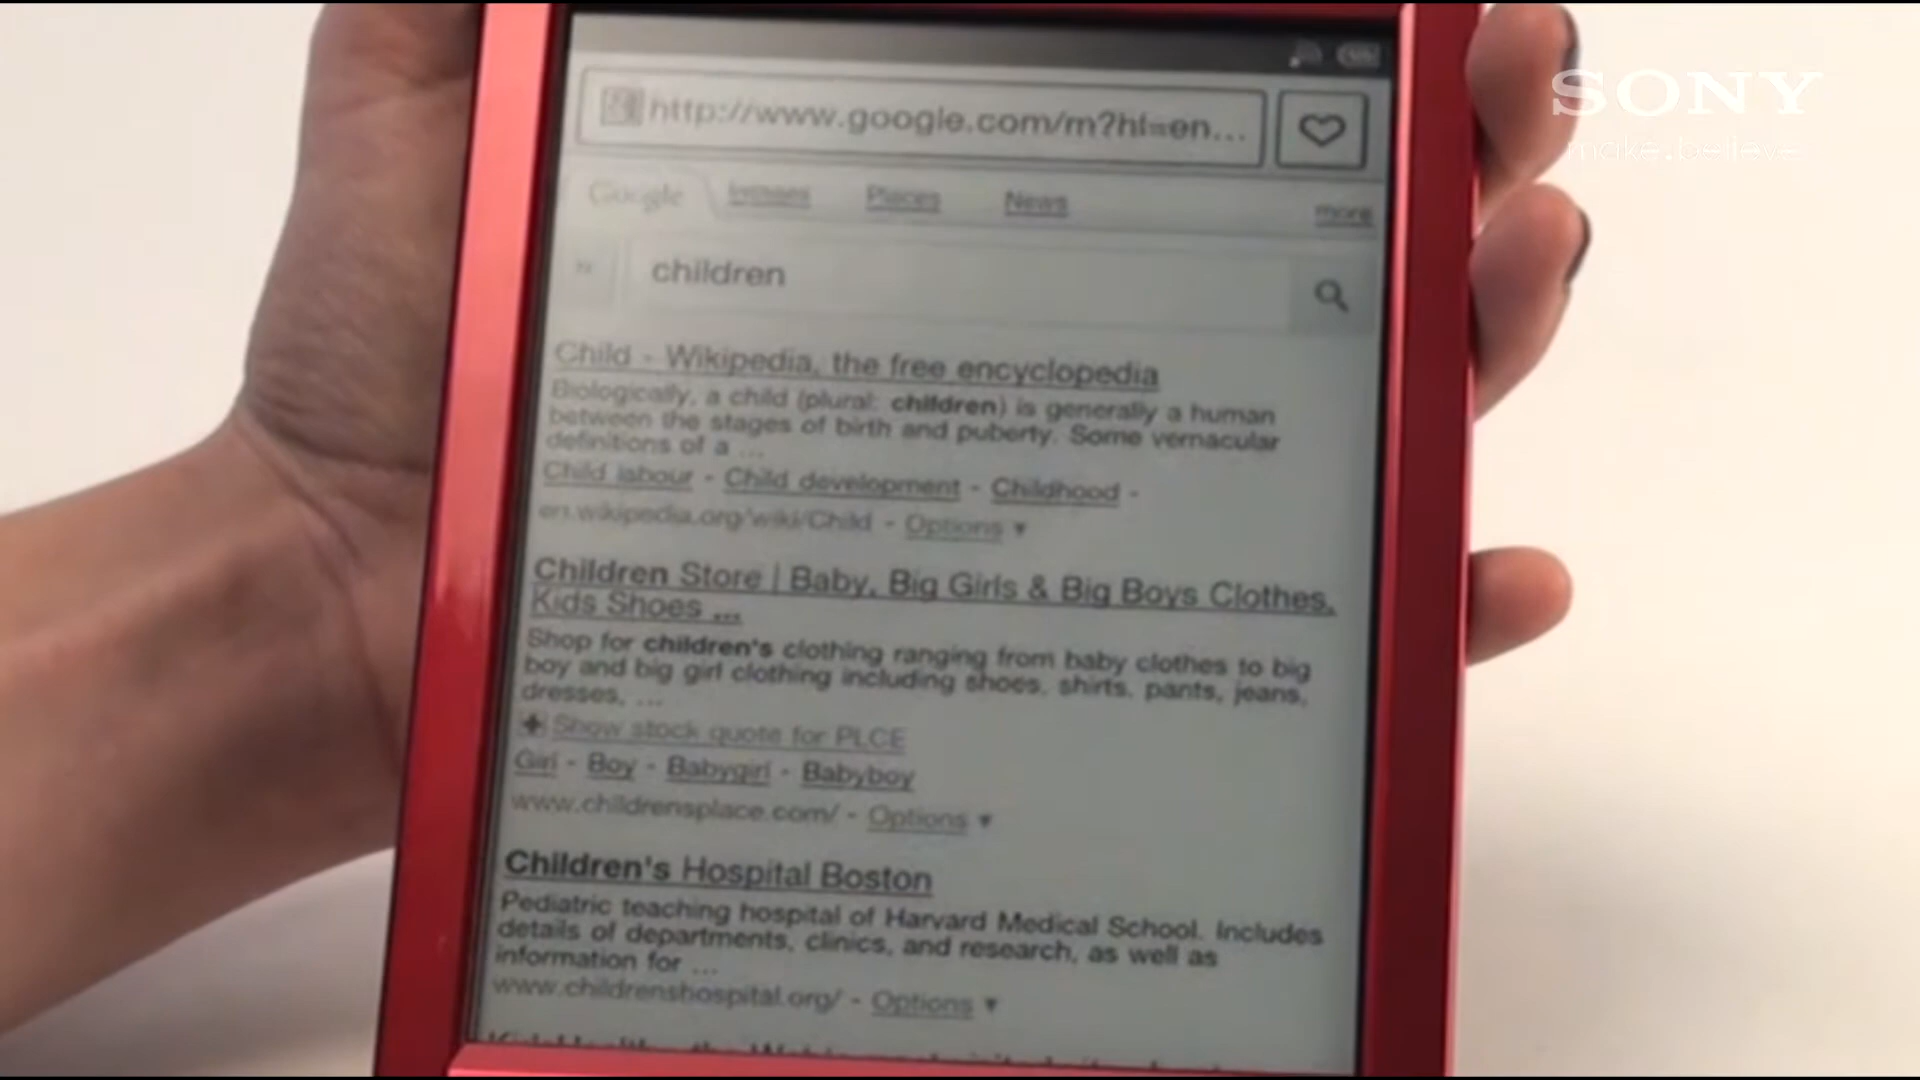 SONY
make.believe
http://www.google.com/m?hl=en...
Google Images Places News more
children
Child - Wikipedia, the free encyclopedia
Biologically, a child (plural: children) is generally a human
between the stages of birth and puberty. Some vernacular
definitions of a ...
Child labour - Child development - Childhood -
en.wikipedia.org/wiki/Child - Options ▼
Children Store | Baby, Big Girls & Big Boys Clothes,
Kids Shoes ...
Shop for children's clothing ranging from baby clothes to big
boy and big girl clothing including shoes, shirts, pants, jeans,
dresses, ...
Show stock quote for PLCE
Girl - Boy - Babygirl - Babyboy
www.childrensplace.com/ - Options ▼
Children's Hospital Boston
Pediatric teaching hospital of Harvard Medical School. Includes
details of departments, clinics, and research, as well as
information for ...
www.childrenshospital.org/ - Options ▼